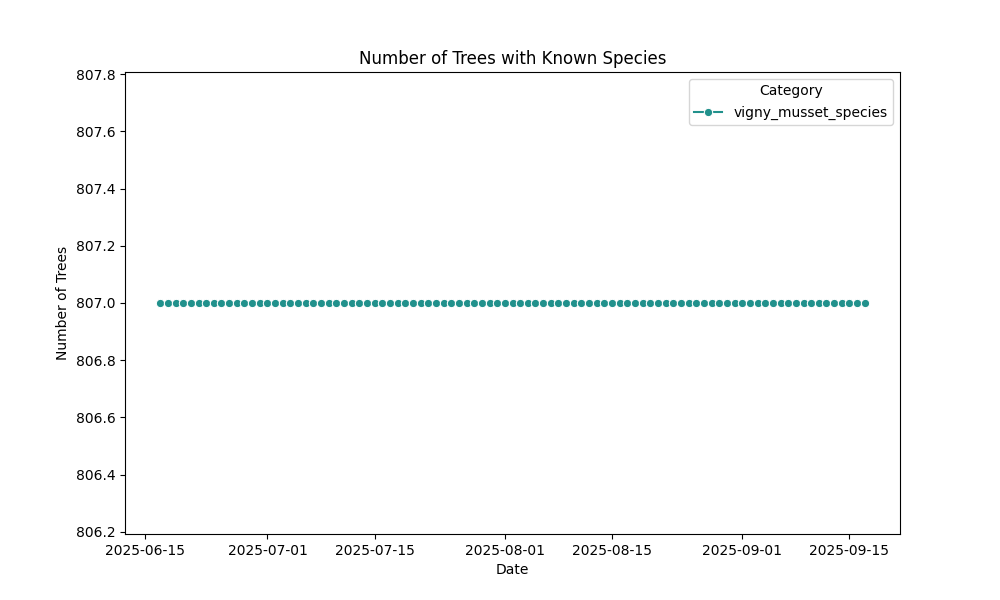 Number of Trees with Known Species
Category
vigny_musset_species
Number of Trees
807.8
807.6
807.4
807.2
807.0
806.8
806.6
806.4
806.2
2025-06-15 2025-07-01 2025-07-15 2025-08-01 2025-08-15 2025-09-01 2025-09-15
Date